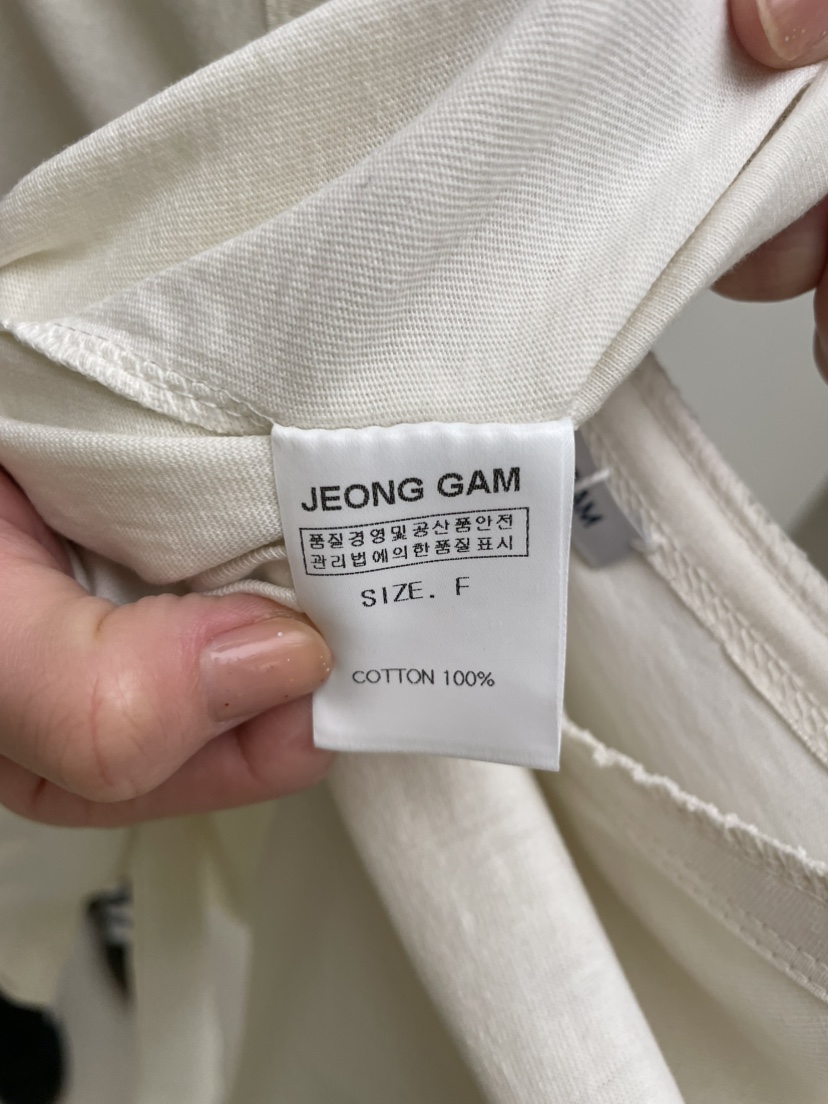 JEONG GAM
품질경영및공산품안전
관리법에의한품질표시
SIZE. F
COTTON 100%